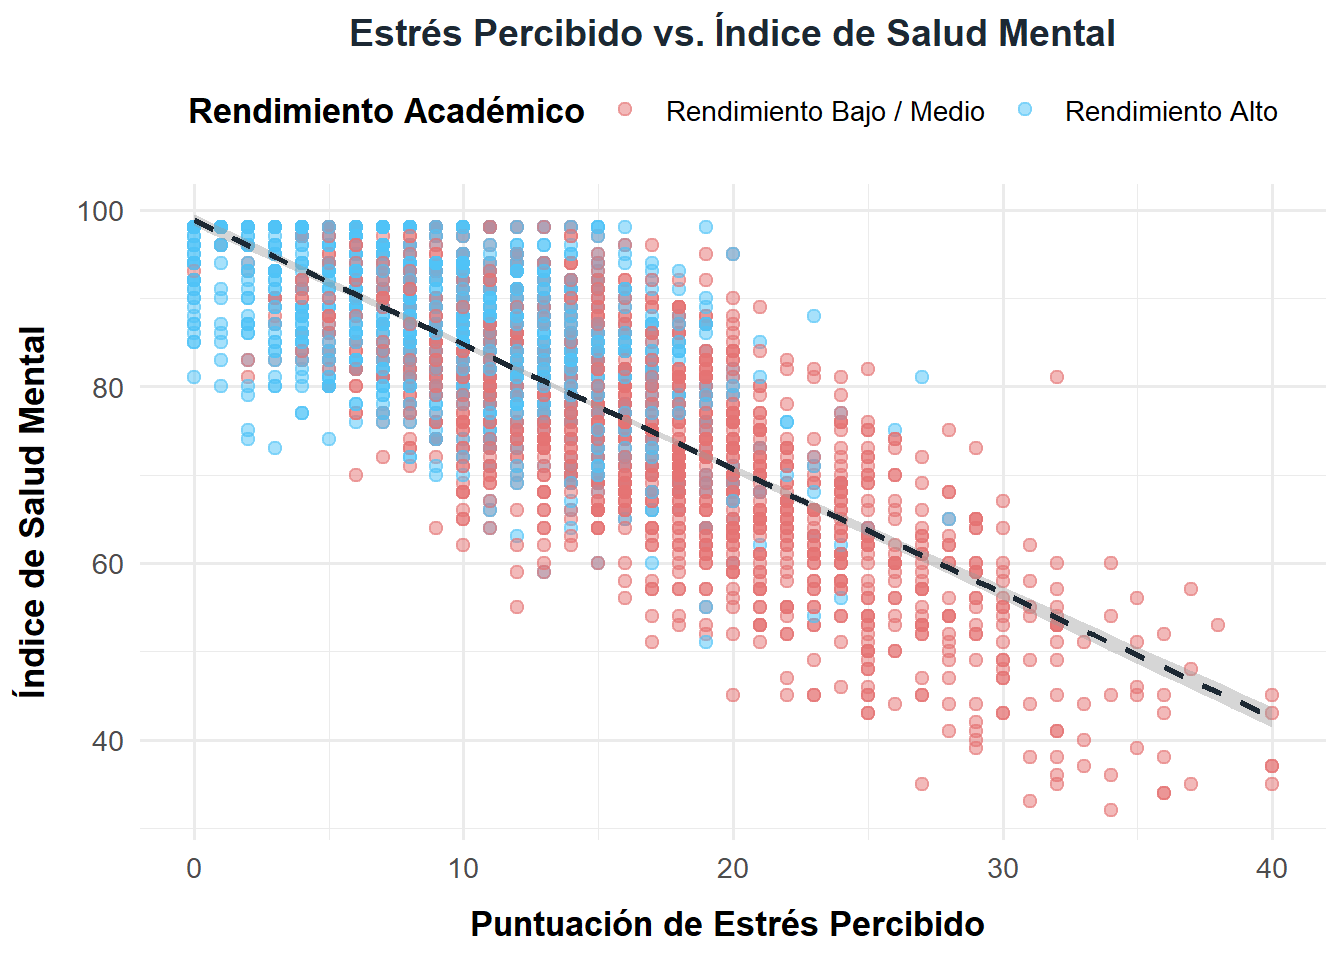 Estrés Percibido vs. Índice de Salud Mental
Rendimiento Académico Rendimiento Bajo / Medio Rendimiento Alto
Índice de Salud Mental
100
80
60
40
0 10 20 30 40
Puntuación de Estrés Percibido